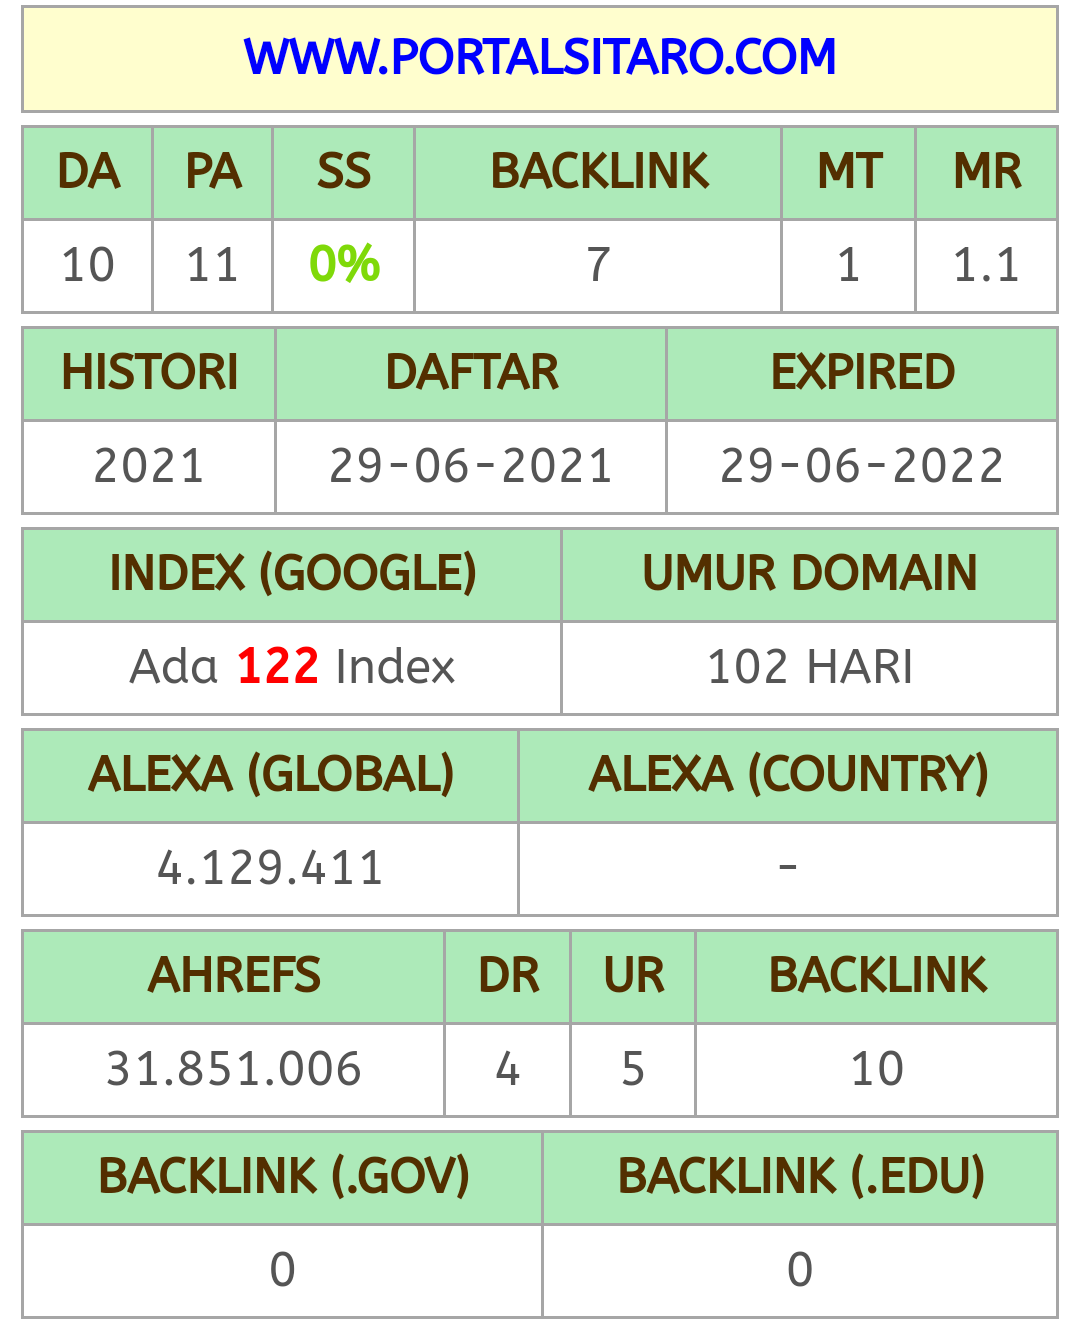 WWW.PORTALSITARO.COM
DA PA SS BACKLINK MT MR
10 11 0% 7 1 1.1
HISTORI DAFTAR EXPIRED
2021 29-06-2021 29-06-2022
INDEX (GOOGLE) UMUR DOMAIN
Ada 122 Index 102 HARI
ALEXA (GLOBAL) ALEXA (COUNTRY)
4.129.411 -
AHREFS DR UR BACKLINK
31.851.006 4 5 10
BACKLINK (.GOV) BACKLINK (.EDU)
0 0